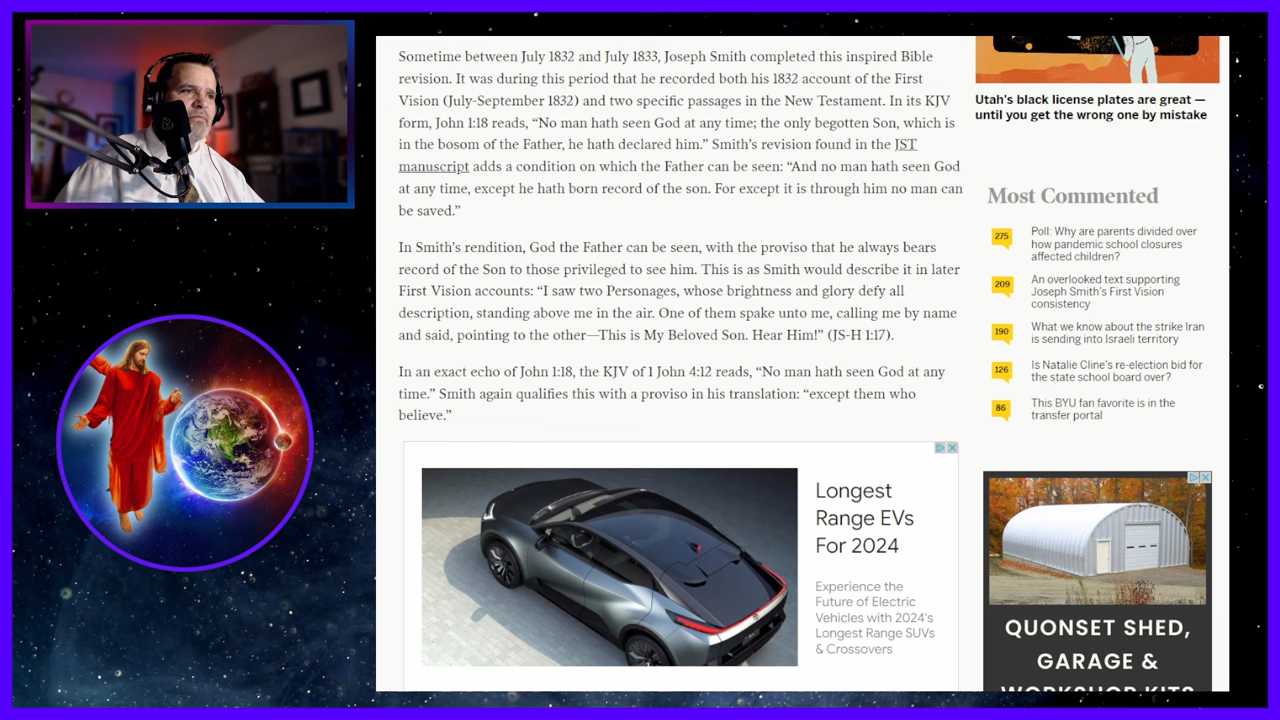 Sometime between July 1832 and July 1833, Joseph Smith completed this inspired Bible
revision. It was during this period that he recorded both his 1832 account of the First
Vision (July-September 1832) and two specific passages in the New Testament. In its KJV
form, John 1:18 reads, “No man hath seen God at any time; the only begotten Son, which is
in the bosom of the Father, he hath declared him.” Smith’s revision found in the JST
manuscript adds a condition on which the Father can be seen: “And no man hath seen God
at any time, except he hath born record of the son. For except it is through him no man can
be saved.”
In Smith’s rendition, God the Father can be seen, with the proviso that he always bears
record of the Son to those privileged to see him. This is as Smith would describe it in later
First Vision accounts: “I saw two Personages, whose brightness and glory defy all
description, standing above me in the air. One of them spake unto me, calling me by name
and said, pointing to the other—This is My Beloved Son. Hear Him!” (JS-H 1:17).
In an exact echo of John 1:18, the KJV of 1 John 4:12 reads, “No man hath seen God at any
time.” Smith again qualifies this with a proviso in his translation: “except them who
believe.”
Longest
Range EVs
For 2024
Experience the
Future of Electric
Vehicles with 2024's
Longest Range SUVs
& Crossovers
Utah's black license plates are great —
until you get the wrong one by mistake
Most Commented
275
Poll: Why are parents divided over
how pandemic school closures
affected children?
209
An overlooked text supporting
Joseph Smith's First Vision
consistency
190
What we know about the strike Iran
is sending into Israeli territory
126
Is Natalie Cline's re-election bid for
the state school board over?
86
This BYU fan favorite is in the
transfer portal
QUONSET SHED,
GARAGE &
WORKSHOP KITS